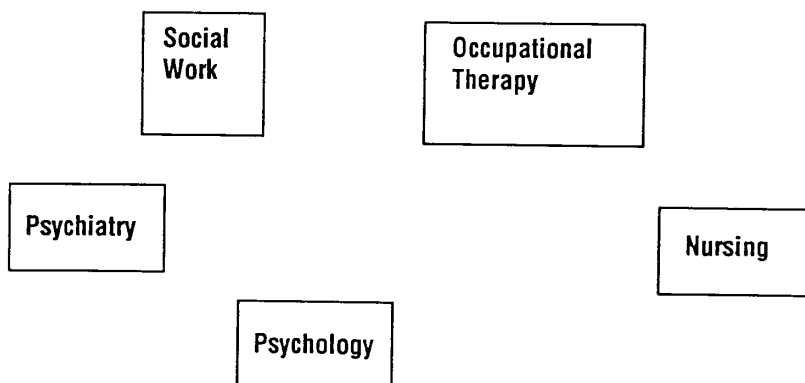 Social
Work
Occupational
Therapy
Psychiatry
Nursing
Psychology